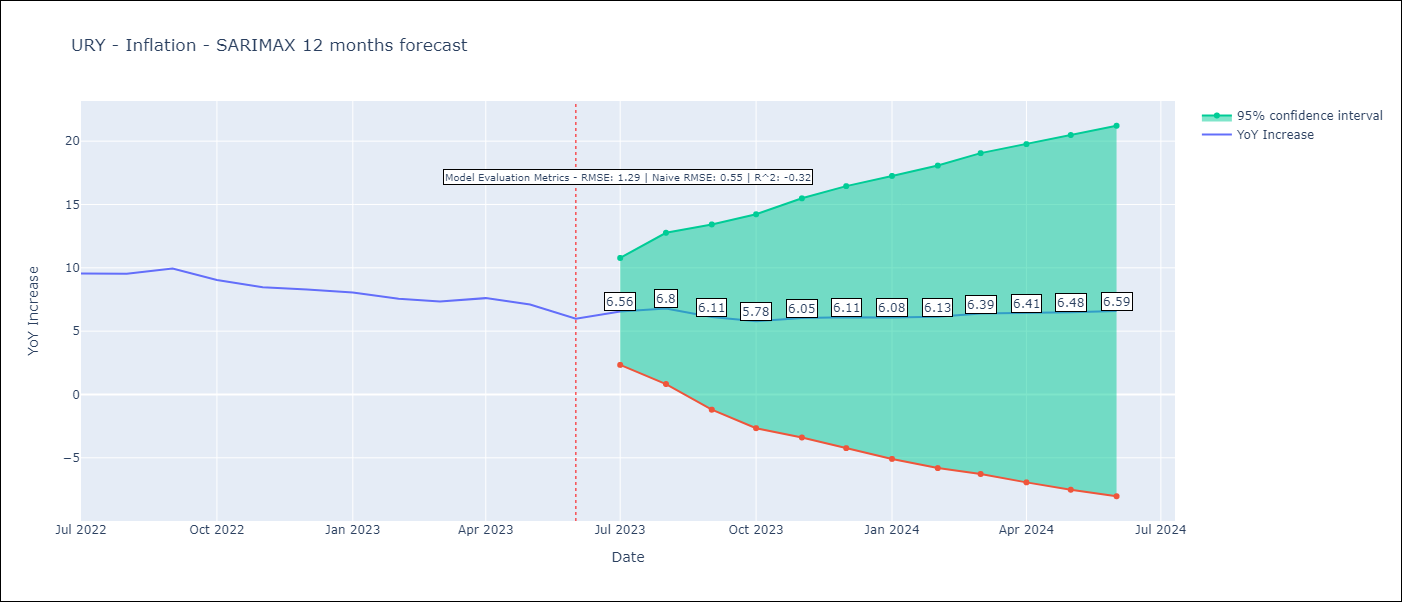 URY - Inflation - SARIMAX 12 months forecast
95% confidence interval
YoY Increase
Model Evaluation Metrics - RMSE: 1.29 | Naive RMSE: 0.55 | R^2: -0.32
YoY Increase
20
15
10
5
0
−5
6.56
6.8
6.11
5.78
6.05
6.11
6.08
6.13
6.39
6.41
6.48
6.59
Jul 2022
Oct 2022
Jan 2023
Apr 2023
Jul 2023
Oct 2023
Jan 2024
Apr 2024
Jul 2024
Date